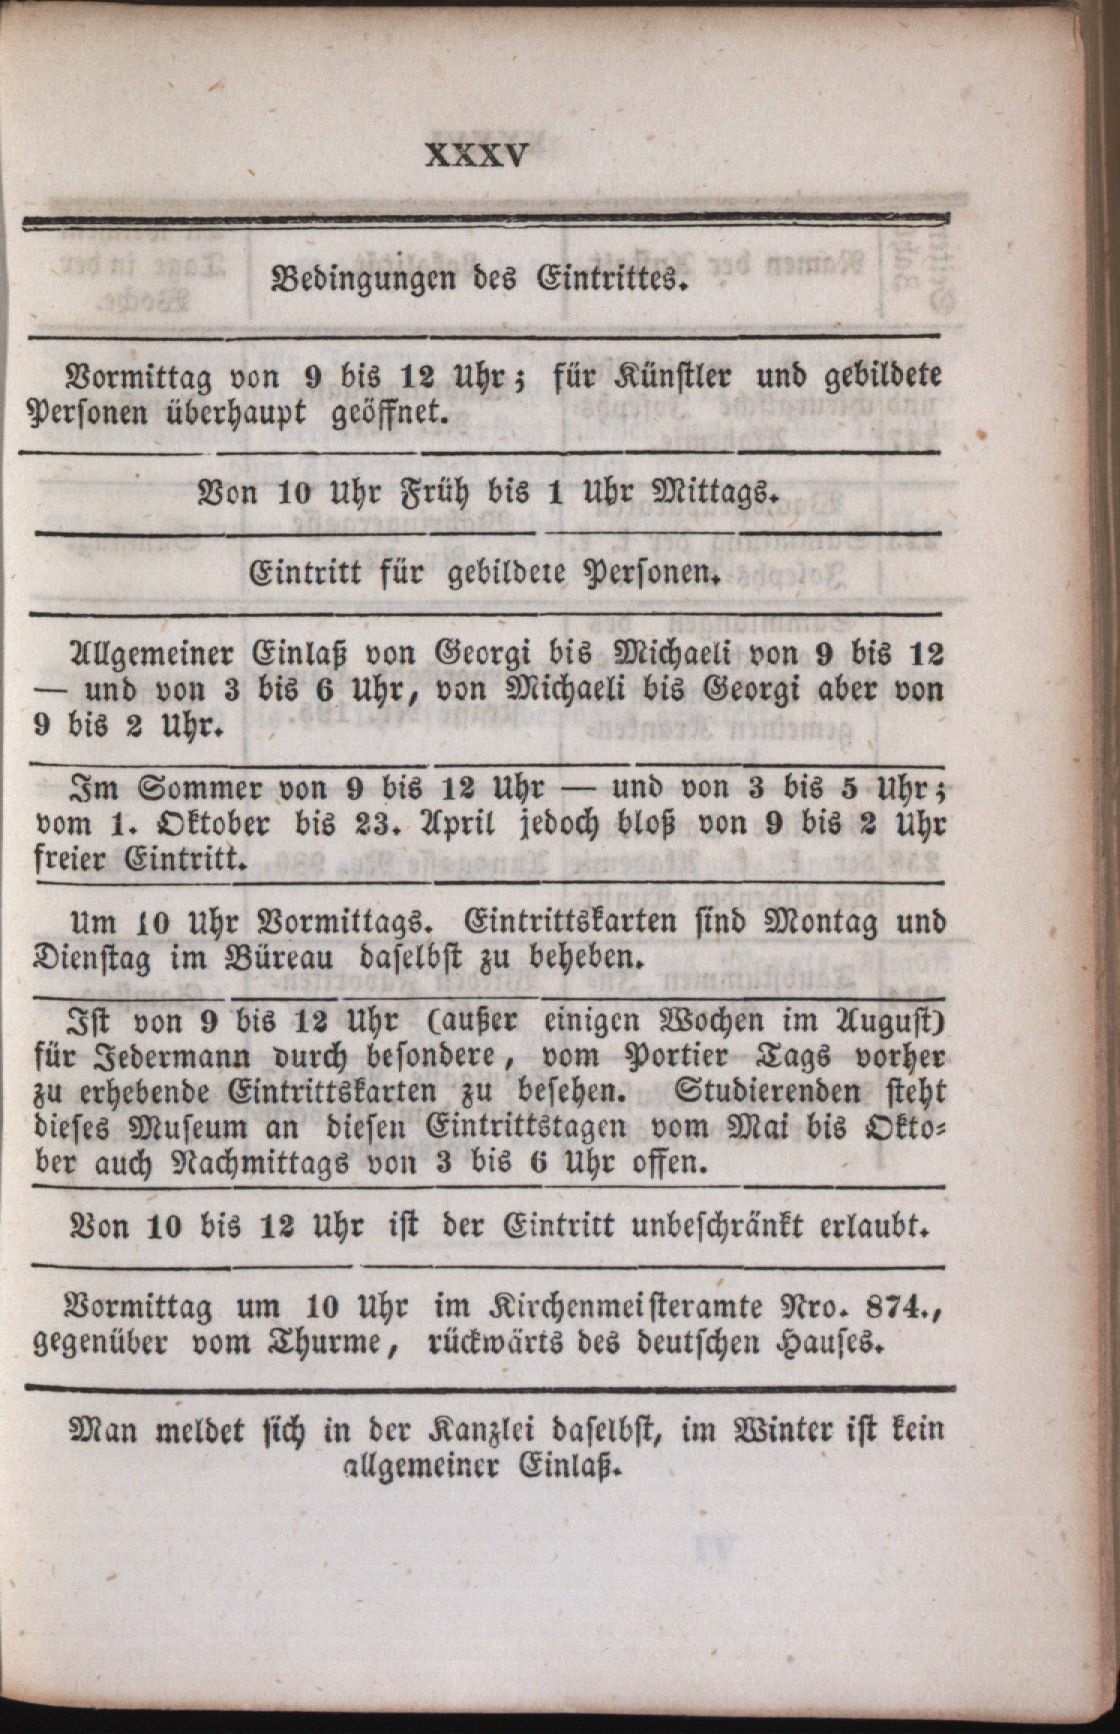 XXXV
Bedingungen des Eintrittes.
Vormittag von 9 bis 12 Uhr; für Künstler und gebildete
Personen überhaupt geöffnet.
Von 10 Uhr Früh bis 1 Uhr Mittags.
Eintritt für gebildete Personen.
Allgemeiner Einlaß von Georgi bis Michaeli von 9 bis 12
— und von 3 bis 6 Uhr, von Michaeli bis Georgi aber von
9 bis 2 Uhr.
Im Sommer von 9 bis 12 Uhr — und von 3 bis 5 Uhr;
vom 1. Oktober bis 23. April jedoch bloß von 9 bis 2 Uhr
freier Eintritt.
Um 10 Uhr Vormittags. Eintrittskarten sind Montag und
Dienstag im Büreau daselbst zu beheben.
Ist von 9 bis 12 Uhr (außer einigen Wochen im August)
für Jedermann durch besondere, vom Portier Tags vorher
zu erhebende Eintrittskarten zu besehen. Studierenden steht
dieses Museum an diesen Eintrittstagen vom Mai bis Okto-
ber auch Nachmittags von 3 bis 6 Uhr offen.
Von 10 bis 12 Uhr ist der Eintritt unbeschränkt erlaubt.
Vormittag um 10 Uhr im Kirchenmeisteramte Nro. 874.,
gegenüber vom Thurme, rückwärts des deutschen Hauses.
Man meldet sich in der Kanzlei daselbst, im Winter ist kein
allgemeiner Einlaß.